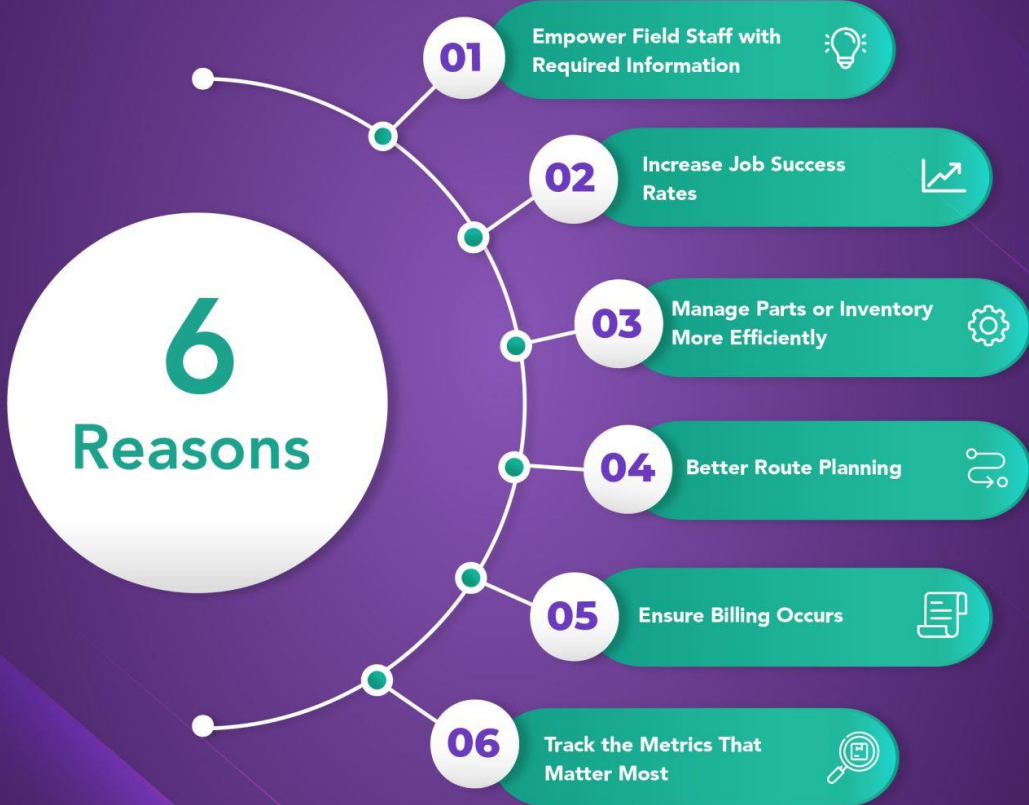 6
Reasons
01
Empower Field Staff with
Required Information
02
Increase Job Success
Rates
03
Manage Parts or Inventory
More Efficiently
04
Better Route Planning
05
Ensure Billing Occurs
06
Track the Metrics That
Matter Most